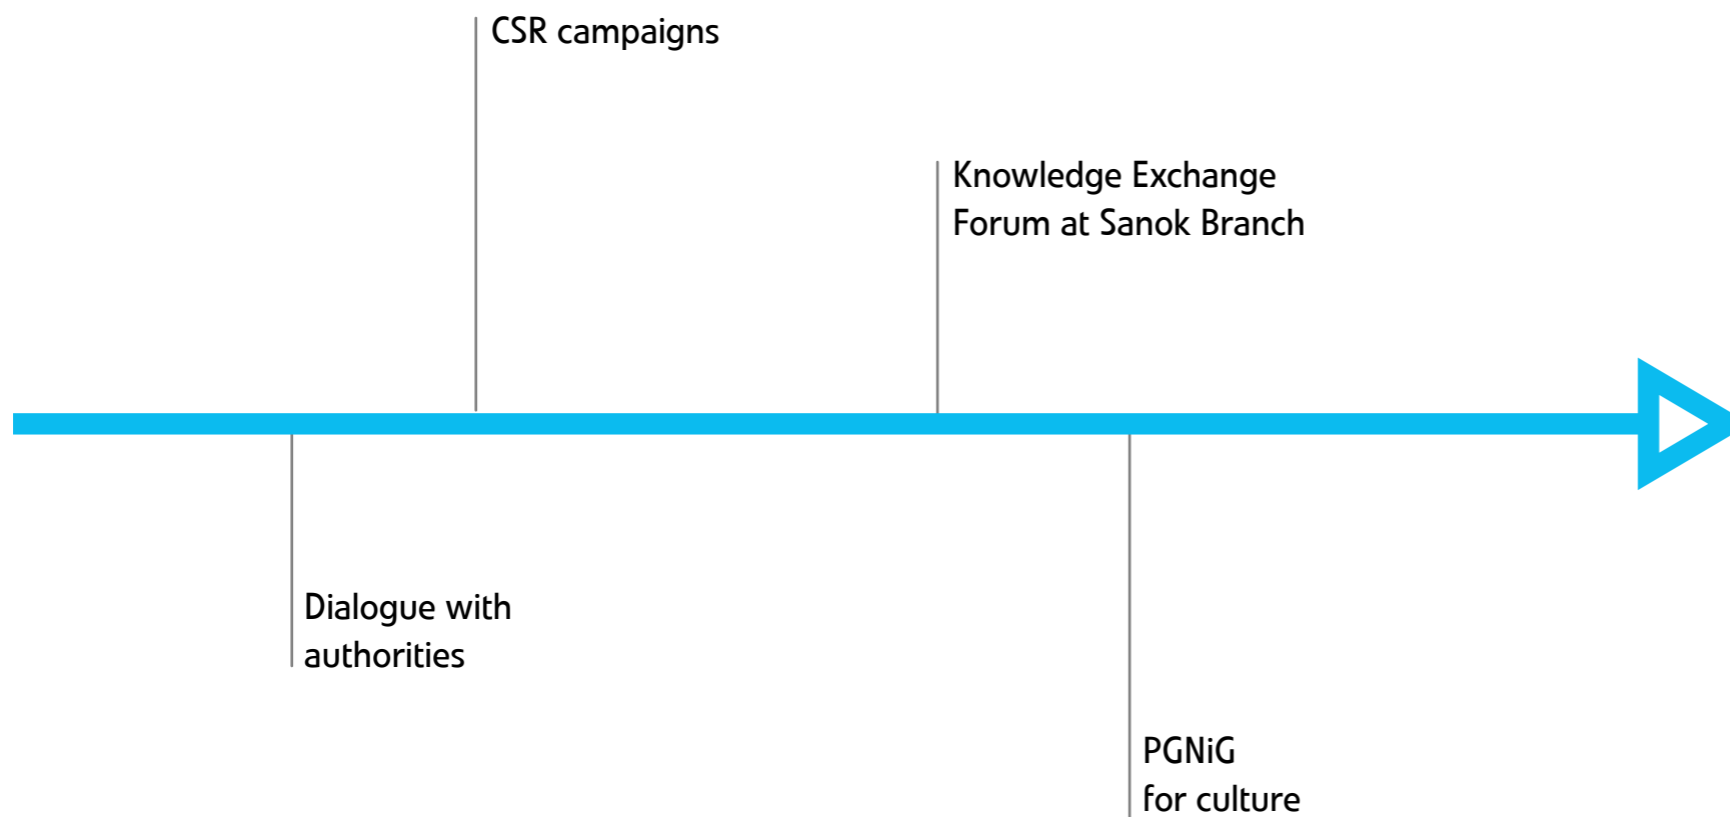 CSR campaigns
Knowledge Exchange
Forum at Sanok Branch
Dialogue with
authorities
PGNiG
for culture